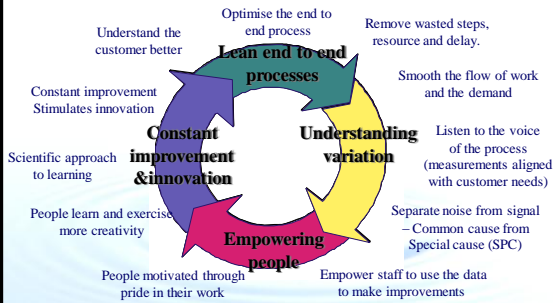 Optimise the end to
end process
Understand the
customer better
Remove wasted steps,
resource and delay.
Lean end to end
processes
Smooth the flow of work
and the demand
Constant improvement
Stimulates innovation
Constant
improvement
&innovation
Understanding
variation
Listen to the voice
of the process
(measurements aligned
with customer needs)
Scientific approach
to learning
People learn and exercise
more creativity
Separate noise from signal
– Common cause from
Special cause (SPC)
Empowering
people
People motivated through
pride in their work
Empower staff to use the data
to make improvements